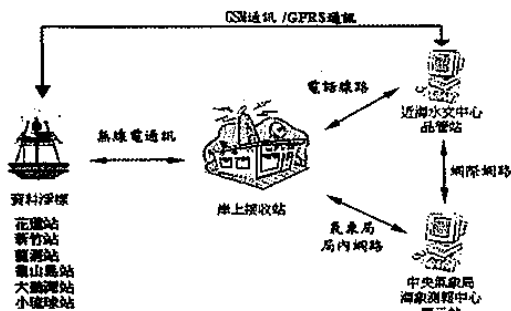 GSM通訊 /GPRS通訊
電話線路
近海水文中心
品管站
無線電通訊
網際網路
資料浮標
岸上接收站
氣象局
局內網路
花蓮站
新竹站
龍洞站
龜山島站
大鵬灣站
小琉球站
中央氣象局
海象測報中心